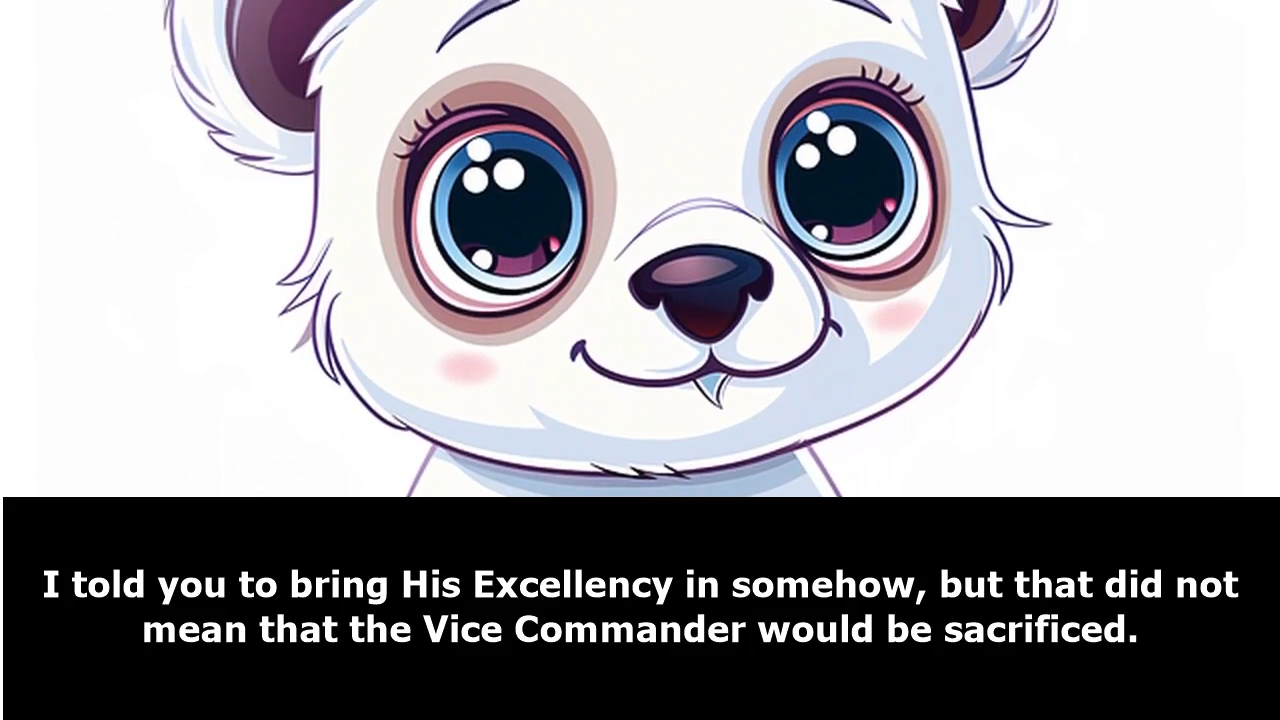 I told you to bring His Excellency in somehow, but that did not
mean that the Vice Commander would be sacrificed.